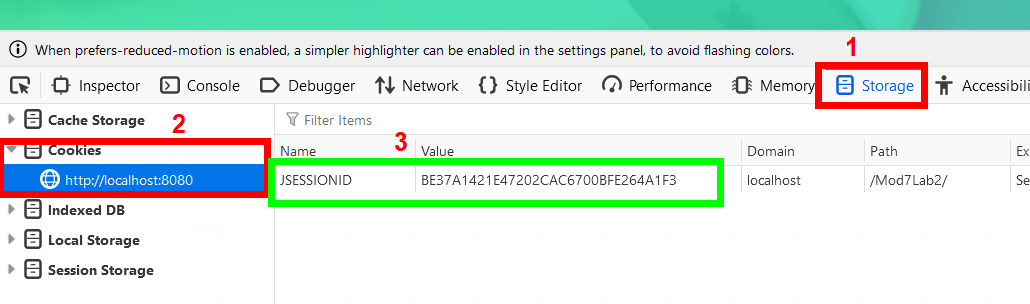 When prefers-reduced-motion is enabled, a simpler highlighter can be enabled in the settings panel, to avoid flashing colors.
1
Inspector Console Debugger Network Style Editor Performance Memory Storage Accessibili
Cache Storage
Filter Items
2
3
Cookies
Name Value Domain Path Ex
http://localhost:8080
JSESSIONID BE37A1421E47202CAC6700BFE264A1F3 localhost /Mod7Lab2/ Se
Indexed DB
Local Storage
Session Storage